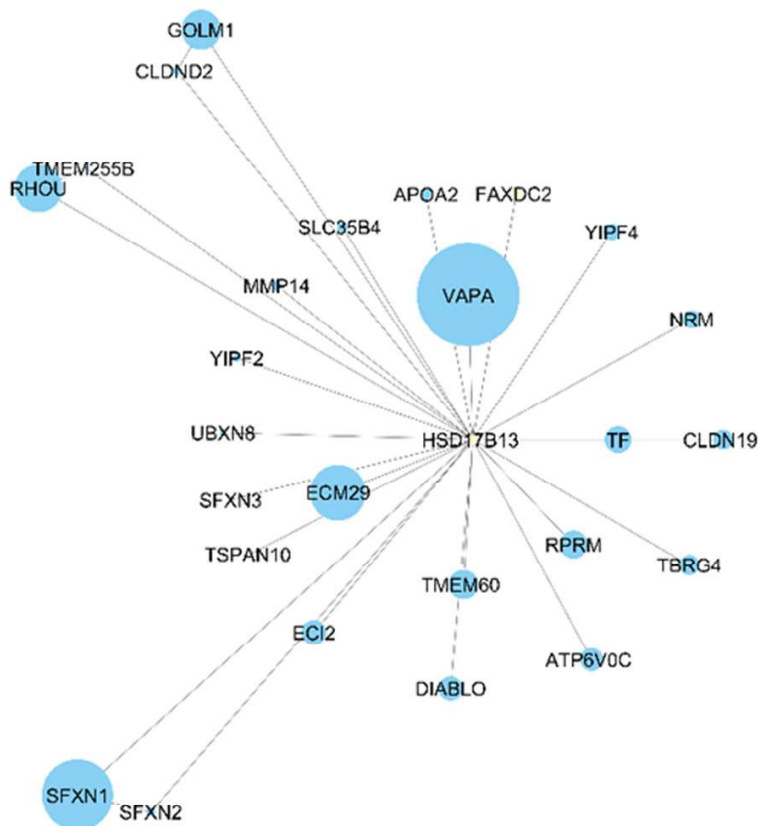 GOLM1
CLDND2
TMEM255B
RHOU
APOA2
FAXDC2
SLC35B4
YIPF4
MMP14
VAPA
NRM
YIPF2
UBXN8
HSD17B13
TF
CLDN19
SFXN3
ECM29
TSPAN10
RPRM
TBRG4
TMEM60
ECI2
ATP6V0C
DIABLO
SFXN1
SFXN2